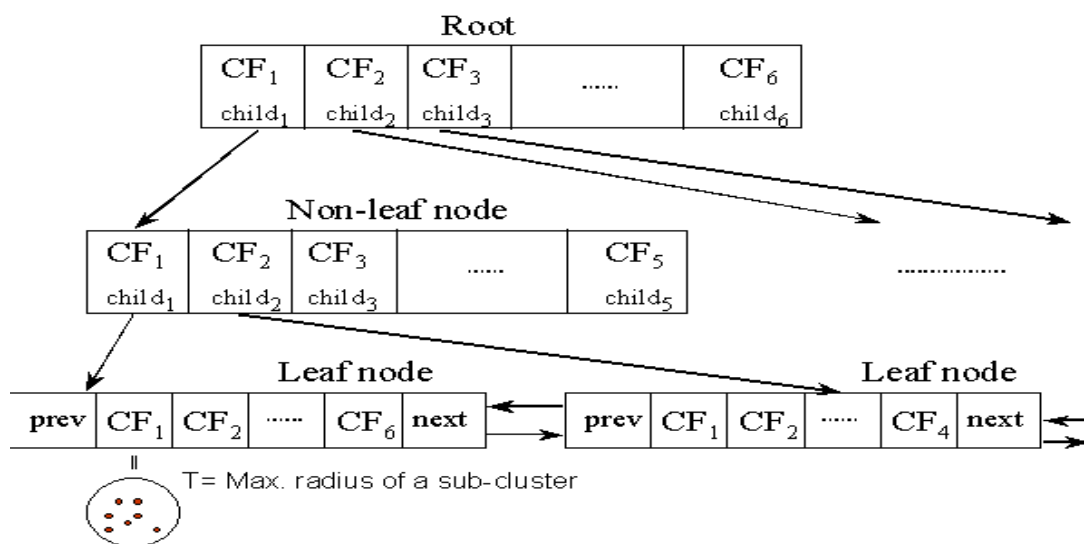 Root
CF1 CF2 CF3 ...... CF6
child1 child2 child3 child6
Non-leaf node
CF1 CF2 CF3 ...... CF5
child1 child2 child3 child5
Leaf node Leaf node
prev CF1 CF2 ...... CF6 next prev CF1 CF2 ...... CF4 next
T= Max. radius of a sub-cluster